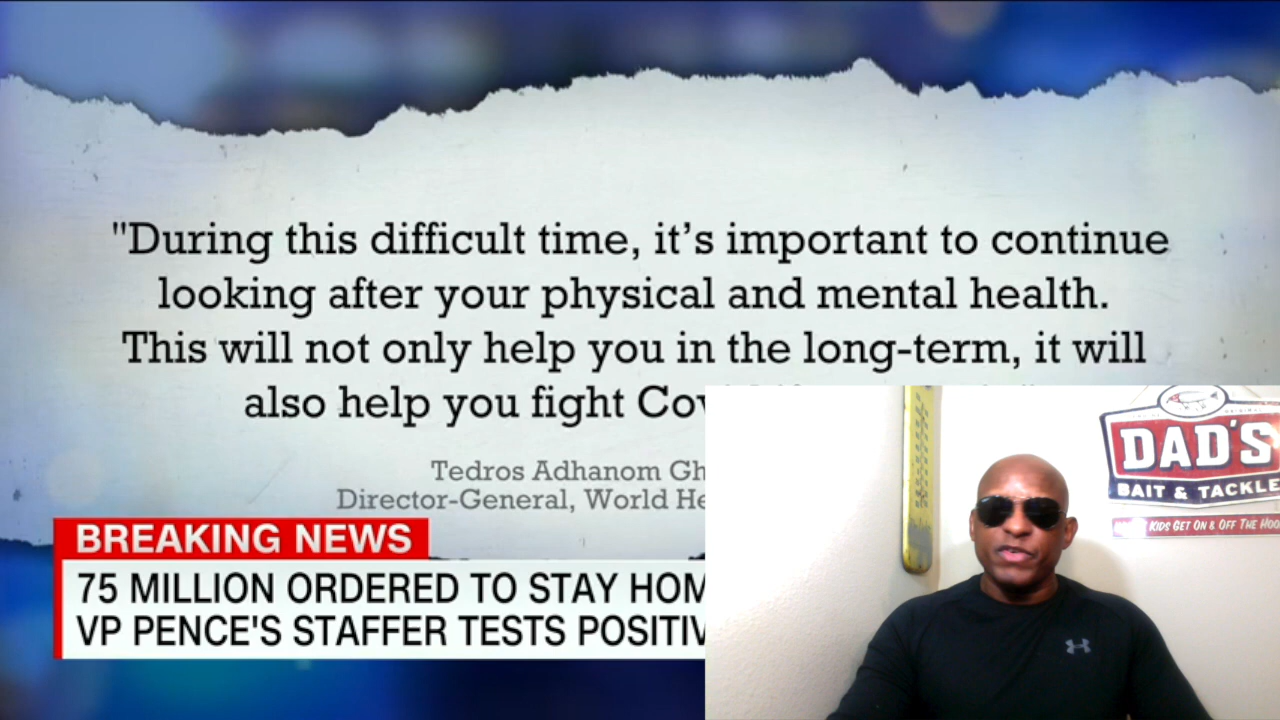 "During this difficult time, it's important to continue
looking after your physical and mental health.
This will not only help you in the long-term, it will
also help you fight
Tedros Adhanom
Director-General, World
BREAKING NEWS
75 MILLION ORDERED TO STAY
VP PENCE'S STAFFER TESTS
DAD'S
BAIT & TACKLE
KIDS GET ON & OFF THE